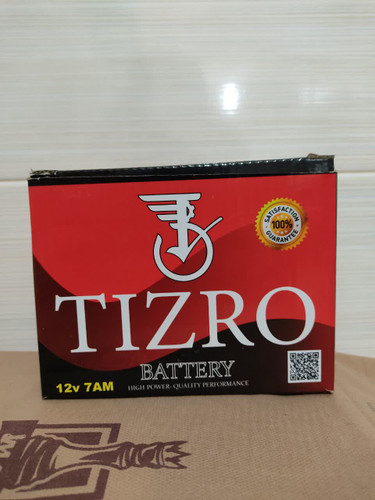 SATISFACTION
100%
GUARANTEE
TIZRO
BATTERY
12v 7AM
HIGH POWER- QUALITY PERFORMANCE